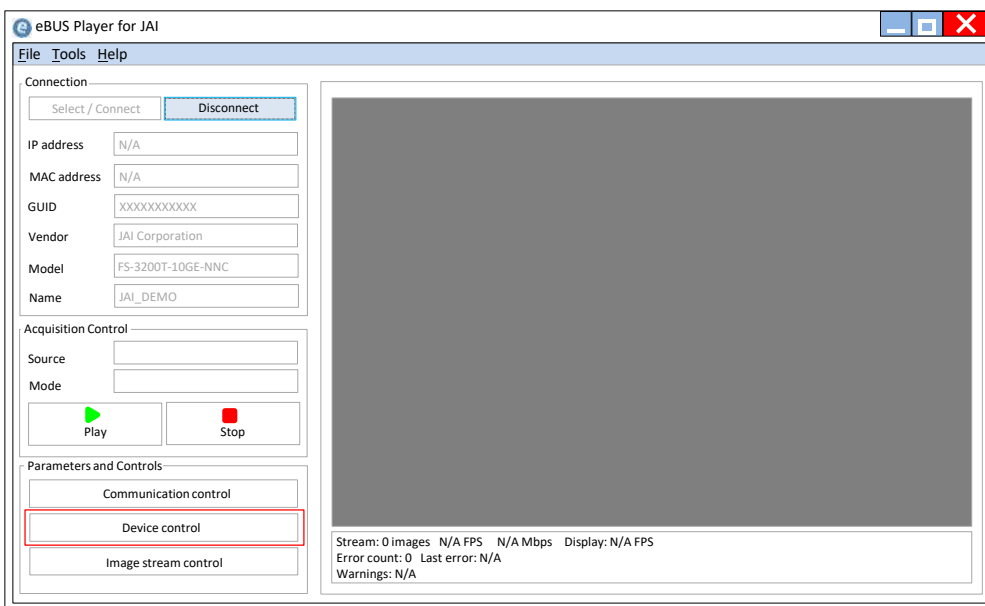 eBUS Player for JAI
File Tools Help
Connection
Select / Connect Disconnect
IP address N/A
MAC address N/A
GUID XXXXXXXXXXX
Vendor JAI Corporation
Model FS-3200T-10GE-NNC
Name JAI_DEMO
Acquisition Control
Source
Mode
Play Stop
Parameters and Controls
Communication control
Device control
Image stream control
Stream: 0 images N/A FPS N/A Mbps Display: N/A FPS
Error count: 0 Last error: N/A
Warnings: N/A